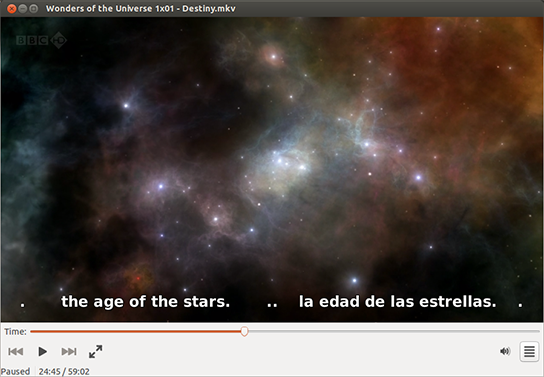 Wonders of the Universe 1x01 - Destiny.mkv
BBC HD
. the age of the stars. .. la edad de las estrellas. .
Time:
Paused 24:45 / 59:02